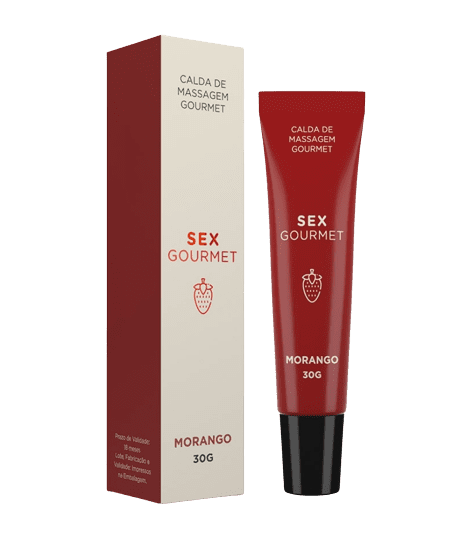 CALDA DE
MASSAGEM
GOURMET
SEX
GOURMET
MORANGO
30G
Prazo de Validade:
18 meses
Lote, Fabricação e
Validade: Impressos
na Embalagem.
CALDA DE
MASSAGEM
GOURMET
SEX
GOURMET
MORANGO
30G